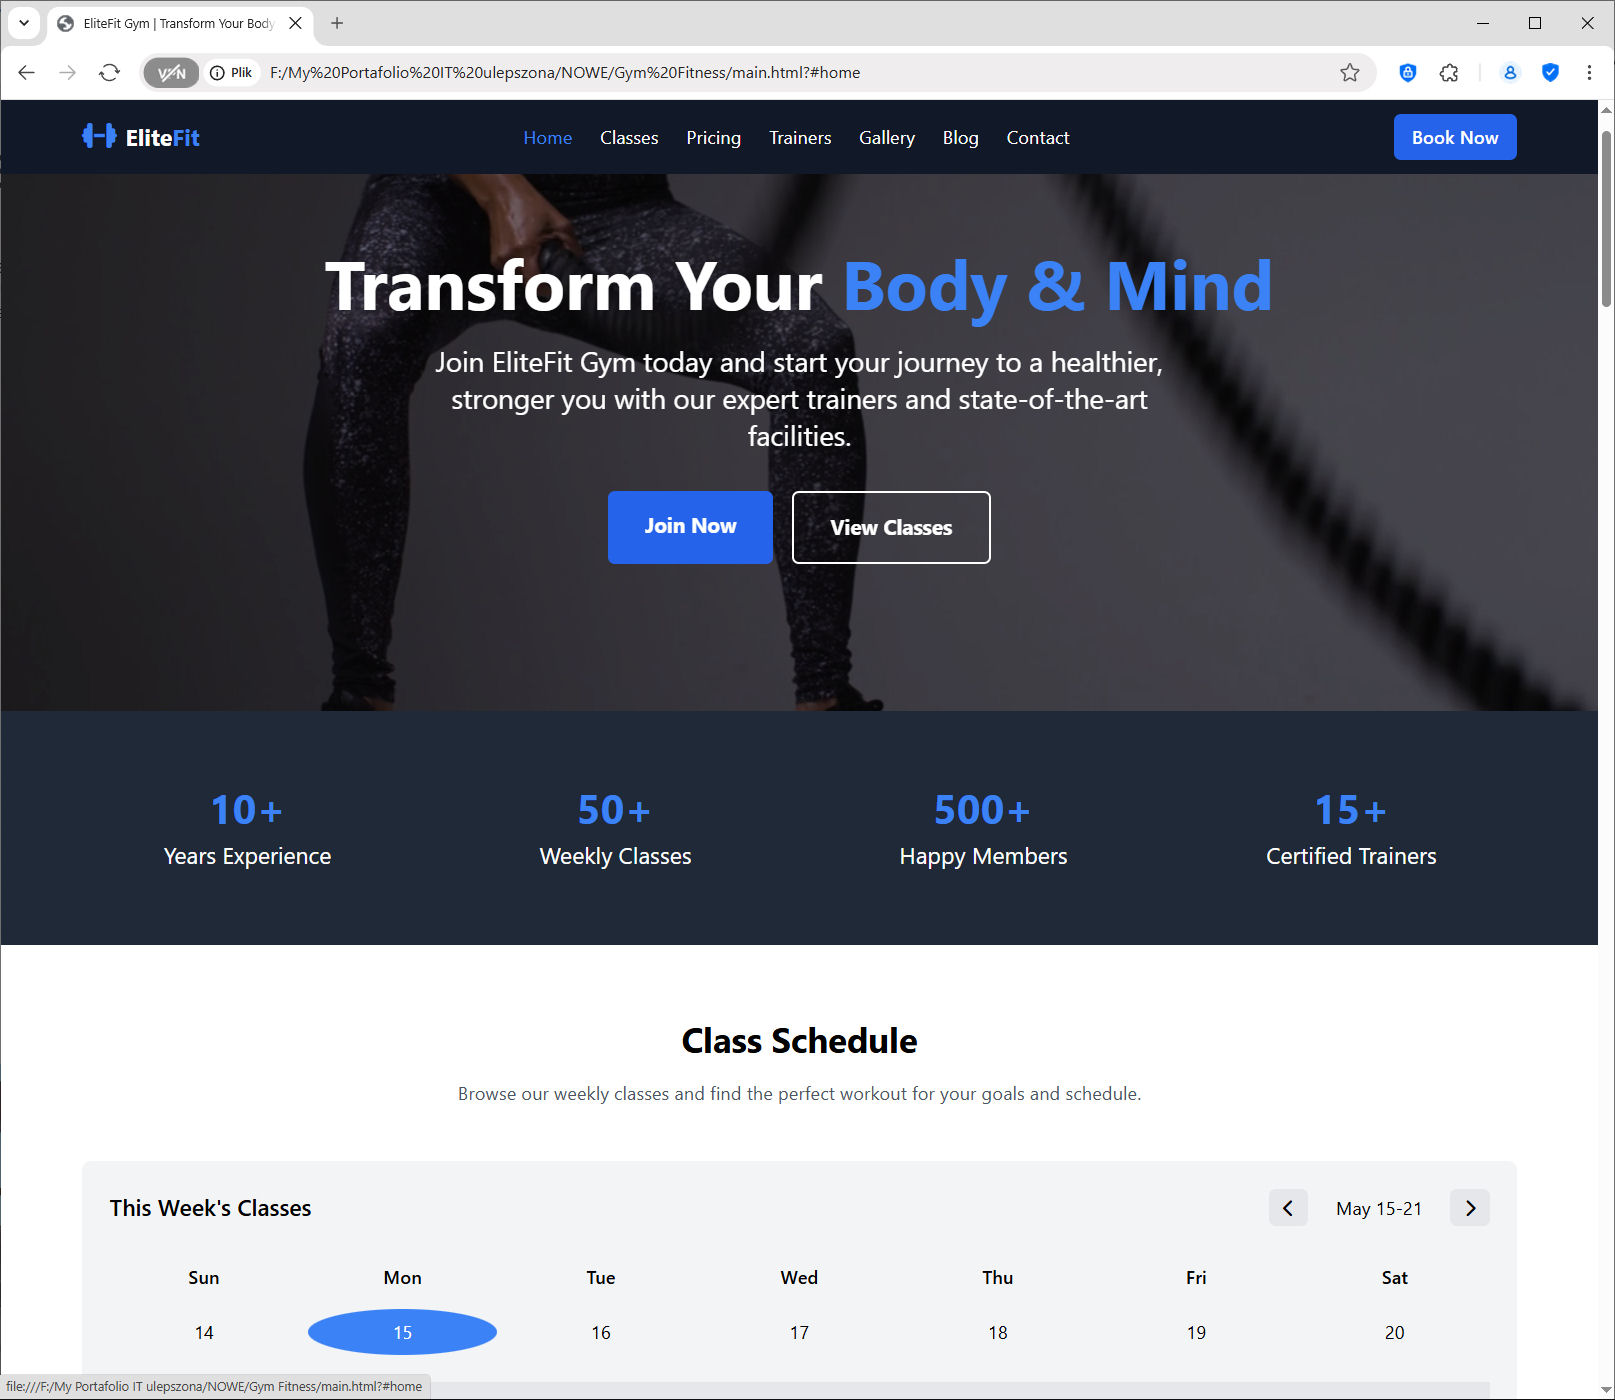 EliteFit Gym | Transform Your Body
VPN
Plik
F:/My%20Portafolio%20IT%20ulepszona/NOWE/Gym%20Fitness/main.html?#home
EliteFit
Home Classes Pricing Trainers Gallery Blog Contact
Book Now
Transform Your Body & Mind
Join EliteFit Gym today and start your journey to a healthier,
stronger you with our expert trainers and state-of-the-art
facilities.
Join Now
View Classes
10+ 50+ 500+ 15+
Years Experience Weekly Classes Happy Members Certified Trainers
Class Schedule
Browse our weekly classes and find the perfect workout for your goals and schedule.
This Week's Classes
May 15-21
Sun Mon Tue Wed Thu Fri Sat
14 15 16 17 18 19 20
file:///F:/My Portafolio IT ulepszona/NOWE/Gym Fitness/main.html?#home